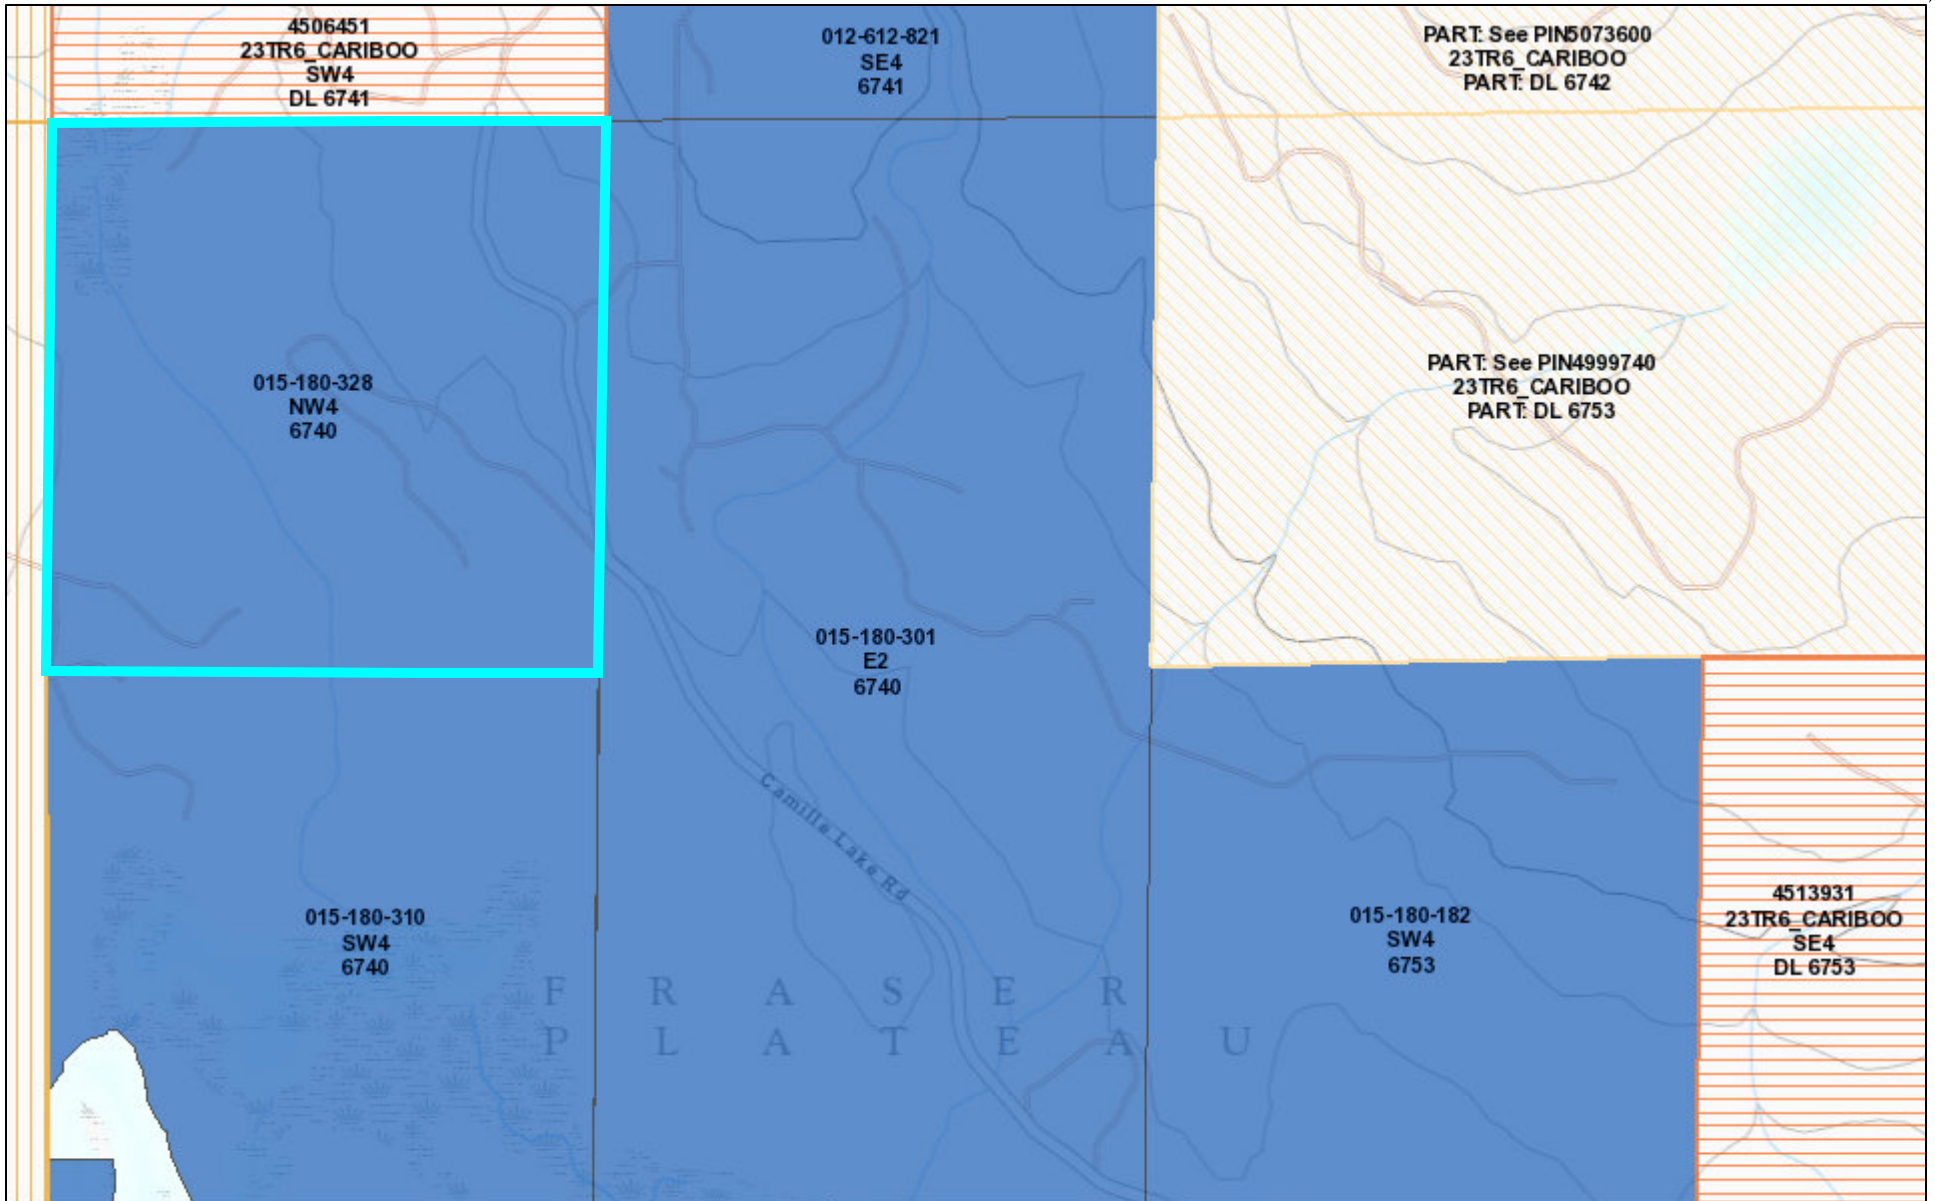 4506451
23TR6_CARIBOO
SW4
DL 6741
012-612-821
SE4
6741
PART: See PIN5073600
23TR6_CARIBOO
PART: DL 6742
015-180-328
NW4
6740
PART: See PIN4999740
23TR6_CARIBOO
PART: DL 6753
015-180-301
E2
6740
Camille Lake Rd
015-180-310
SW4
6740
015-180-182
SW4
6753
4513931
23TR6_CARIBOO
SE4
DL 6753
FRASER
PLATEAU